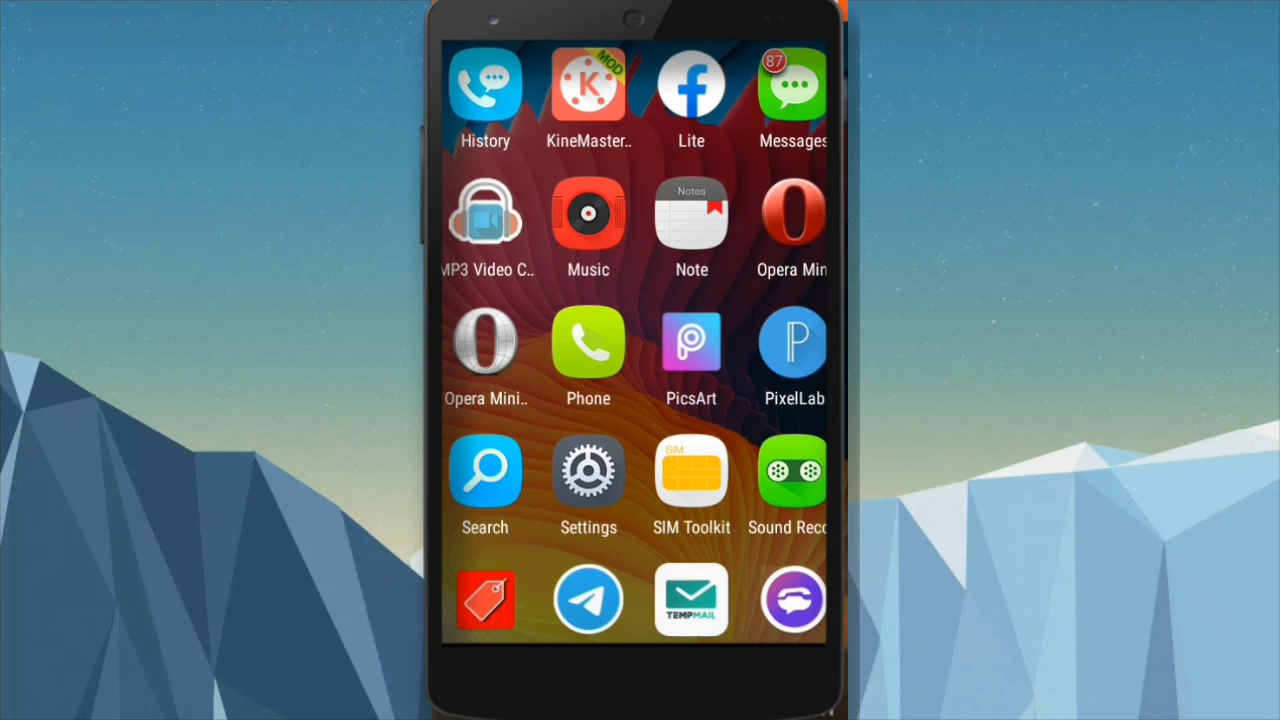 87
MOD
K
History
KineMaster..
Lite
Messages
Notes
MP3 Video C..
Music
Note
Opera Min
Opera Mini..
Phone
PicsArt
PixelLab
SIM
Search
Settings
SIM Toolkit
Sound Reco
TEMPMAIL